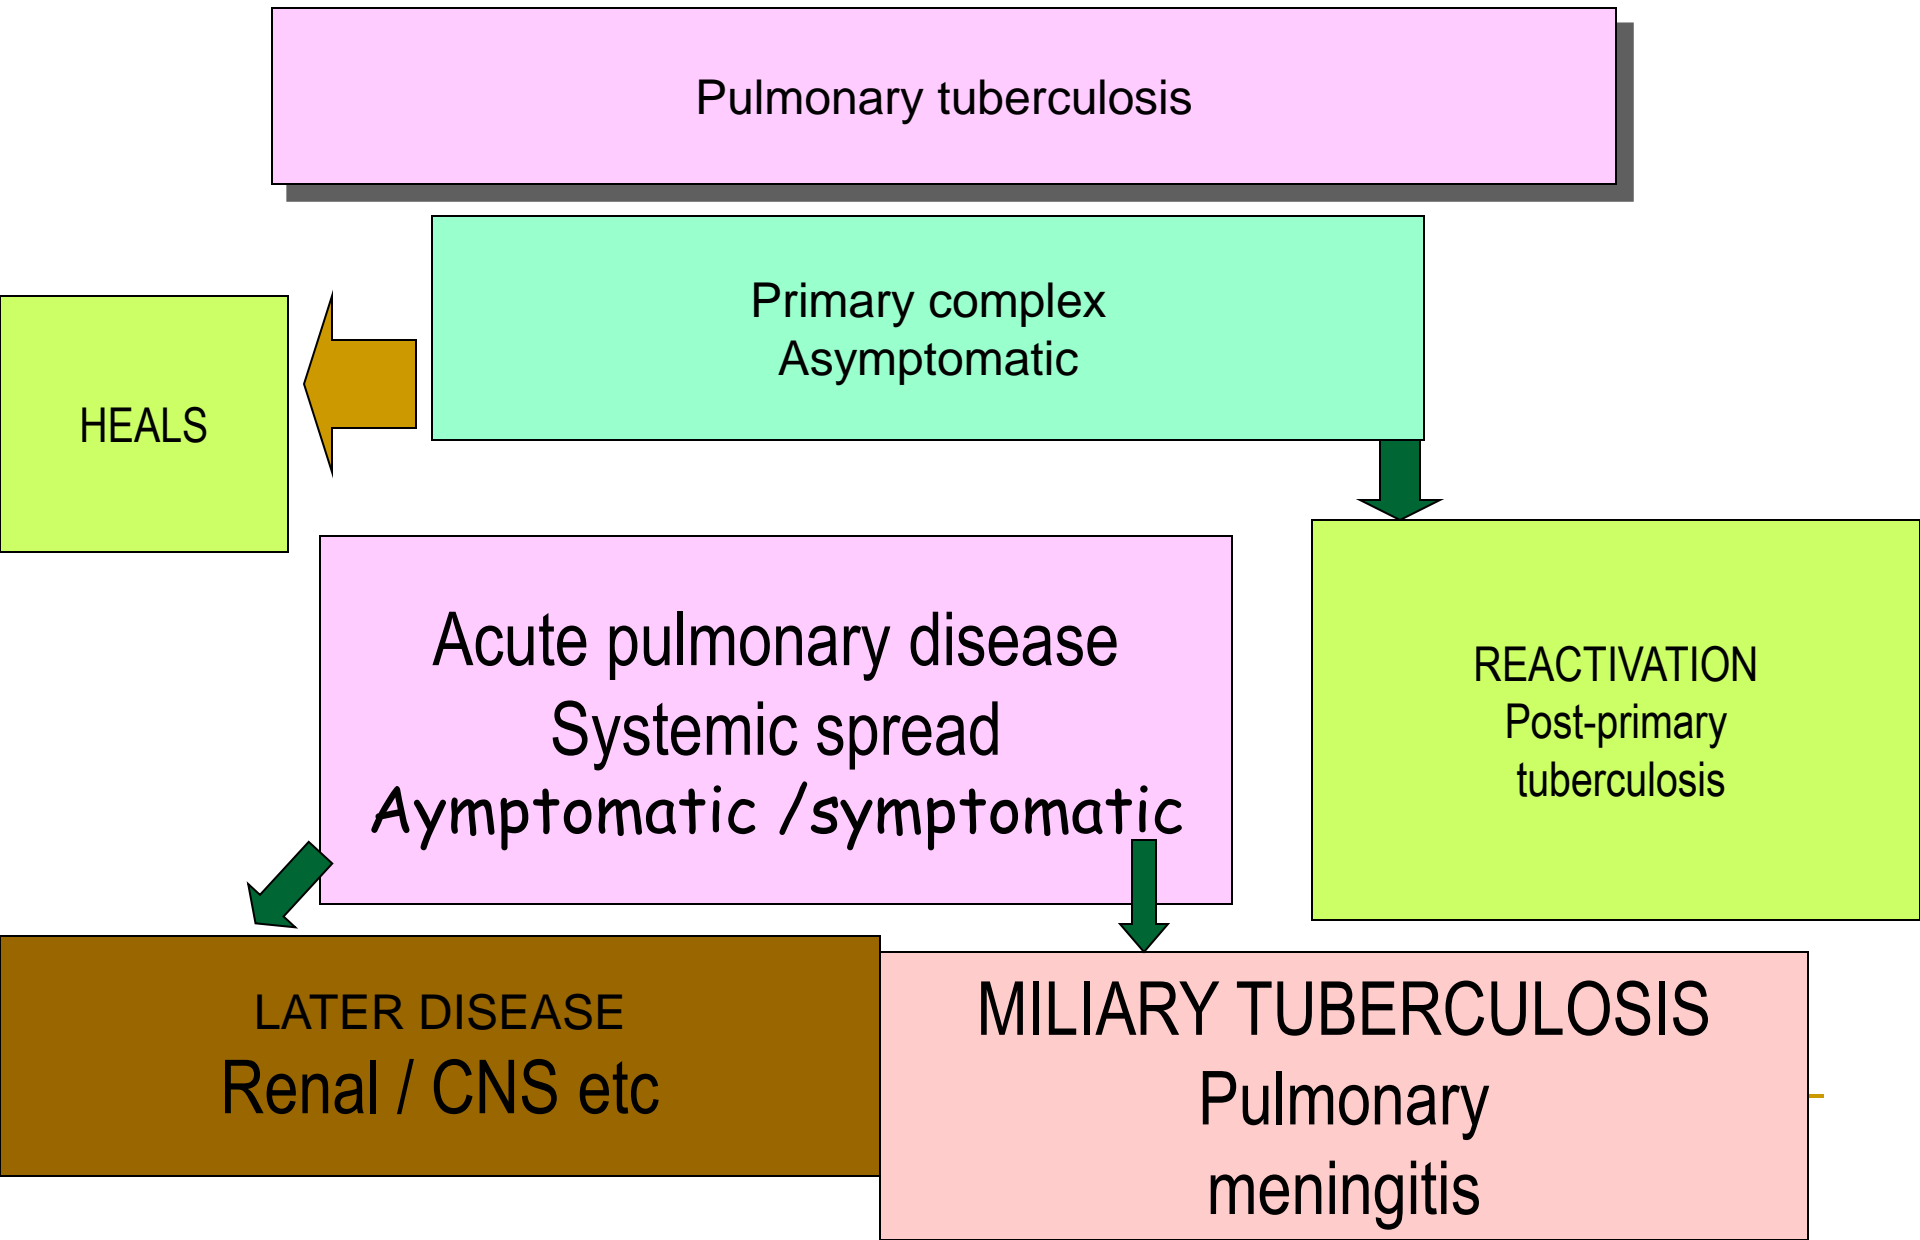 Pulmonary tuberculosis
Primary complex
Asymptomatic
HEALS
Acute pulmonary disease
Systemic spread
Aymptomatic /symptomatic
REACTIVATION
Post-primary
tuberculosis
LATER DISEASE
Renal / CNS etc
MILIARY TUBERCULOSIS
Pulmonary
meningitis